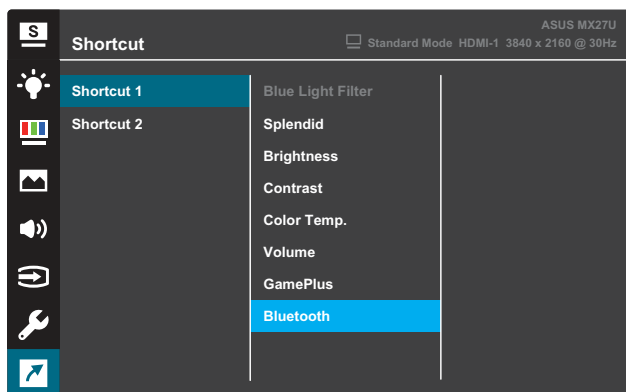 S
ASUS MX27U
Shortcut
Standard Mode HDMI-1 3840 x 2160 @ 30Hz
Shortcut 1
Shortcut 2
Blue Light Filter
Splendid
Brightness
Contrast
Color Temp.
Volume
GamePlus
Bluetooth